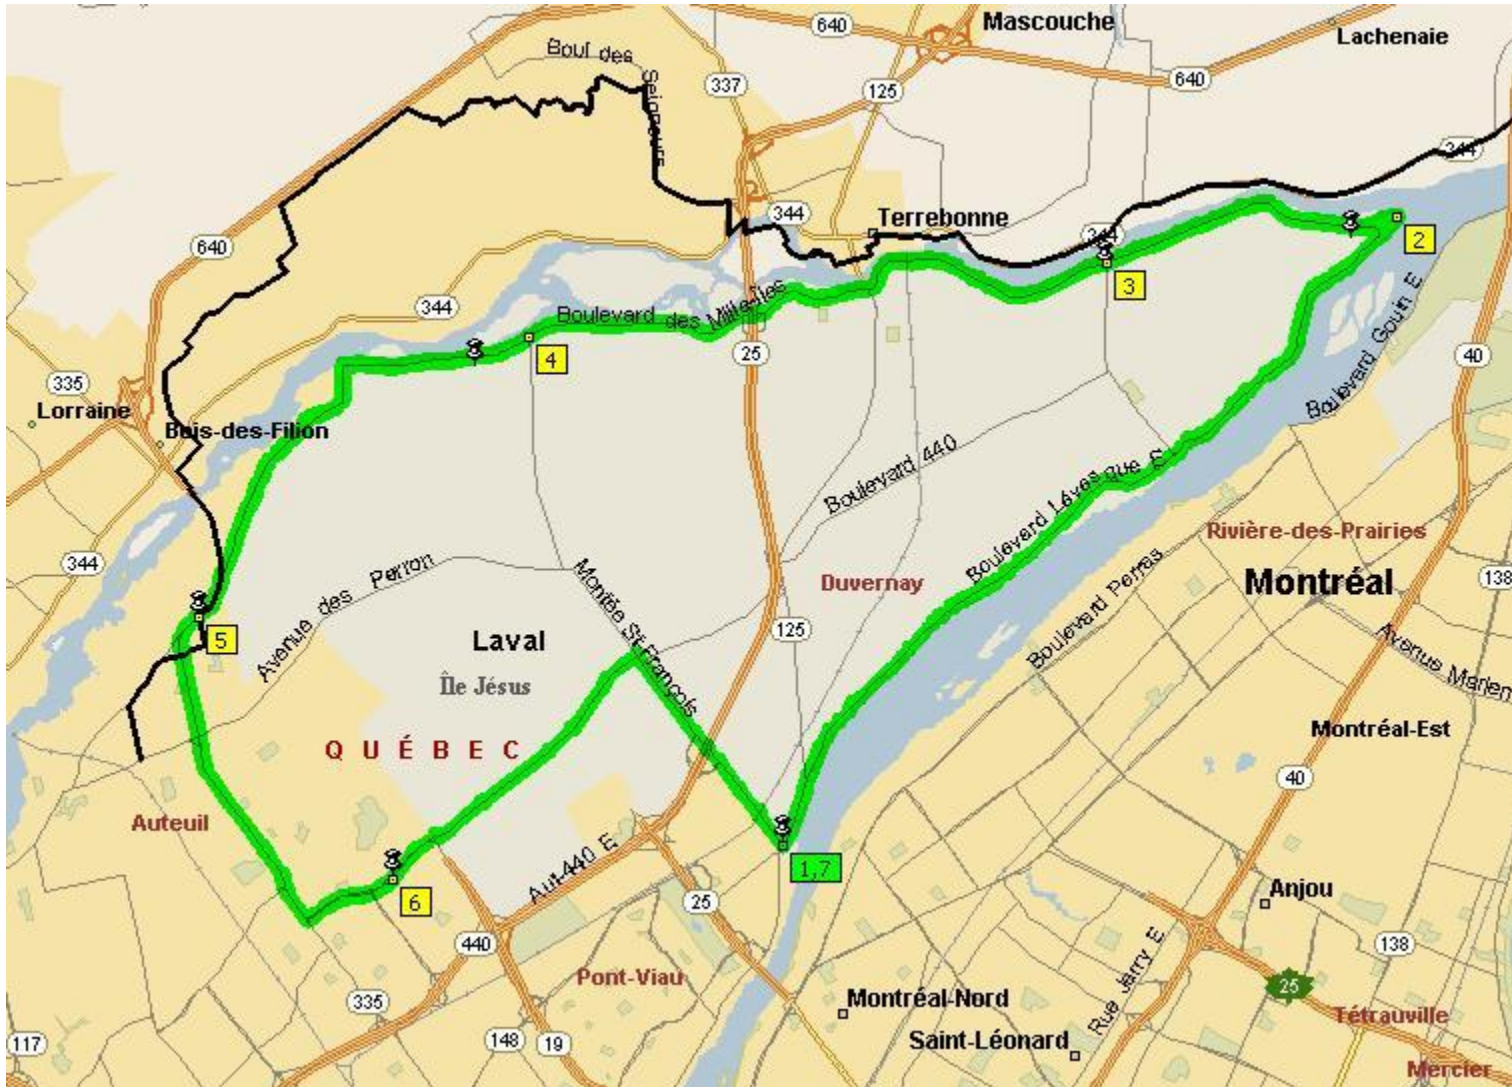 640
Mascouche
Lachenaie
Boul des Seigneurs
337
125
640
344
344
Terrebonne
344
2
3
640
344
Boulevard des Mille-Îles
4
25
Boulevard Gouin E
40
335
Lorraine
Bois-des-Filion
Boulevard 440
Boulevard Lévesque E
344
Avenue des Perron
Montée St-François
Duvernay
Rivière-des-Prairies
Montréal
138
Boulevard Perras
5
Laval
125
Île Jésus
Avenue Marien
QUÉBEC
Montréal-Est
40
Auteuil
1,7
Aut-440 E
6
25
Anjou
440
138
Pont-Viau
335
Montréal-Nord
25
Rue Jarry E
Tétrauville
117
148
19
Saint-Léonard
Mercier